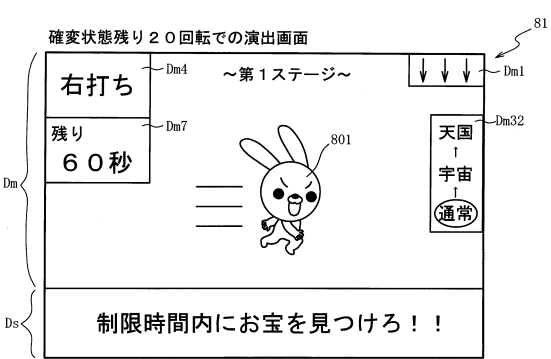 81
確変状態残り20回転での演出画面
右打ち
Dm4
～第1ステージ～
↓↓↓
Dm1
残り
60秒
Dm7
801
Dm32
天国
↑
宇宙
↑
通常
Dm
制限時間内にお宝を見つけろ！！
Ds